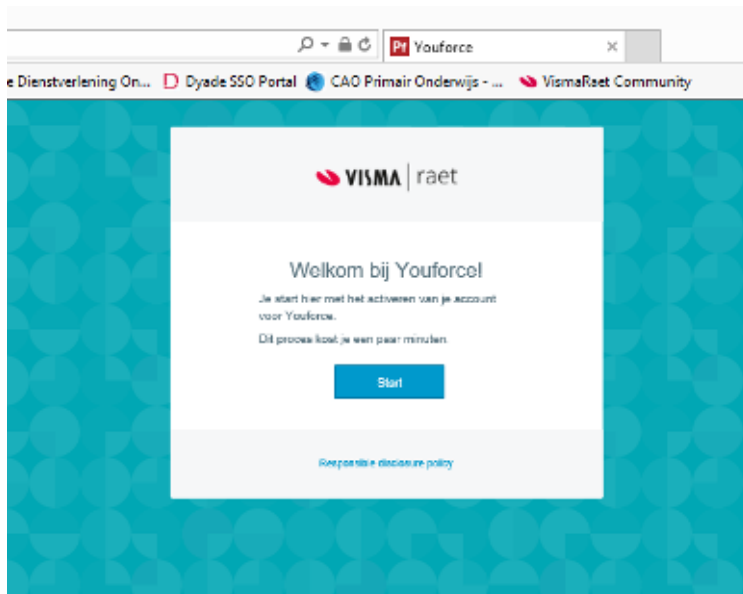 Youforce
e Dienstverlening On... Dyade SSO Portal CAO Primair Onderwijs - ... VismaRaet Community
VISMA raet
Welkom bij Youforce!
Je start hier met het activeren van je account
voor Youforce.
Dit proces kost je een paar minuten.
Start
Responsible disclosure policy